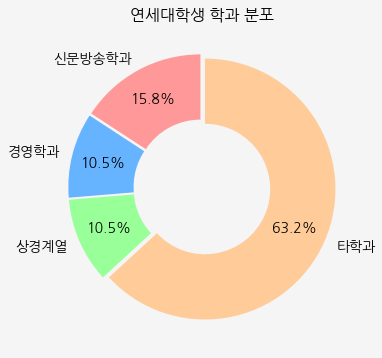 연세대학생 학과 분포
신문방송학과
15.8%
경영학과
10.5%
상경계열
10.5%
63.2%
타학과